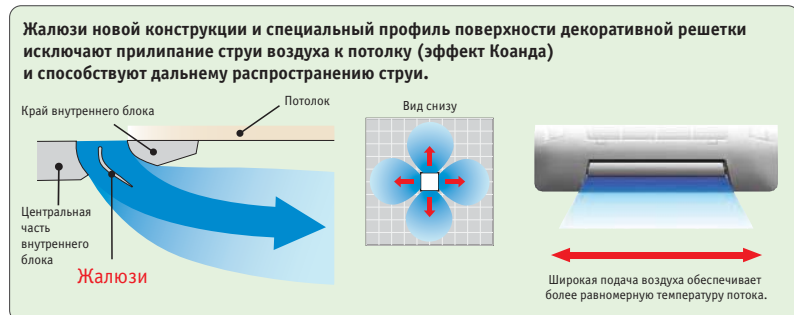 Жалюзи новой конструкции и специальный профиль поверхности декоративной решетки
исключают прилипание струи воздуха к потолку (эффект Коанда)
и способствуют дальнему распространению струи.
Край внутреннего блока
Потолок
Центральная
часть
внутреннего
блока
Жалюзи
Вид снизу
Широкая подача воздуха обеспечивает
более равномерную температуру потока.